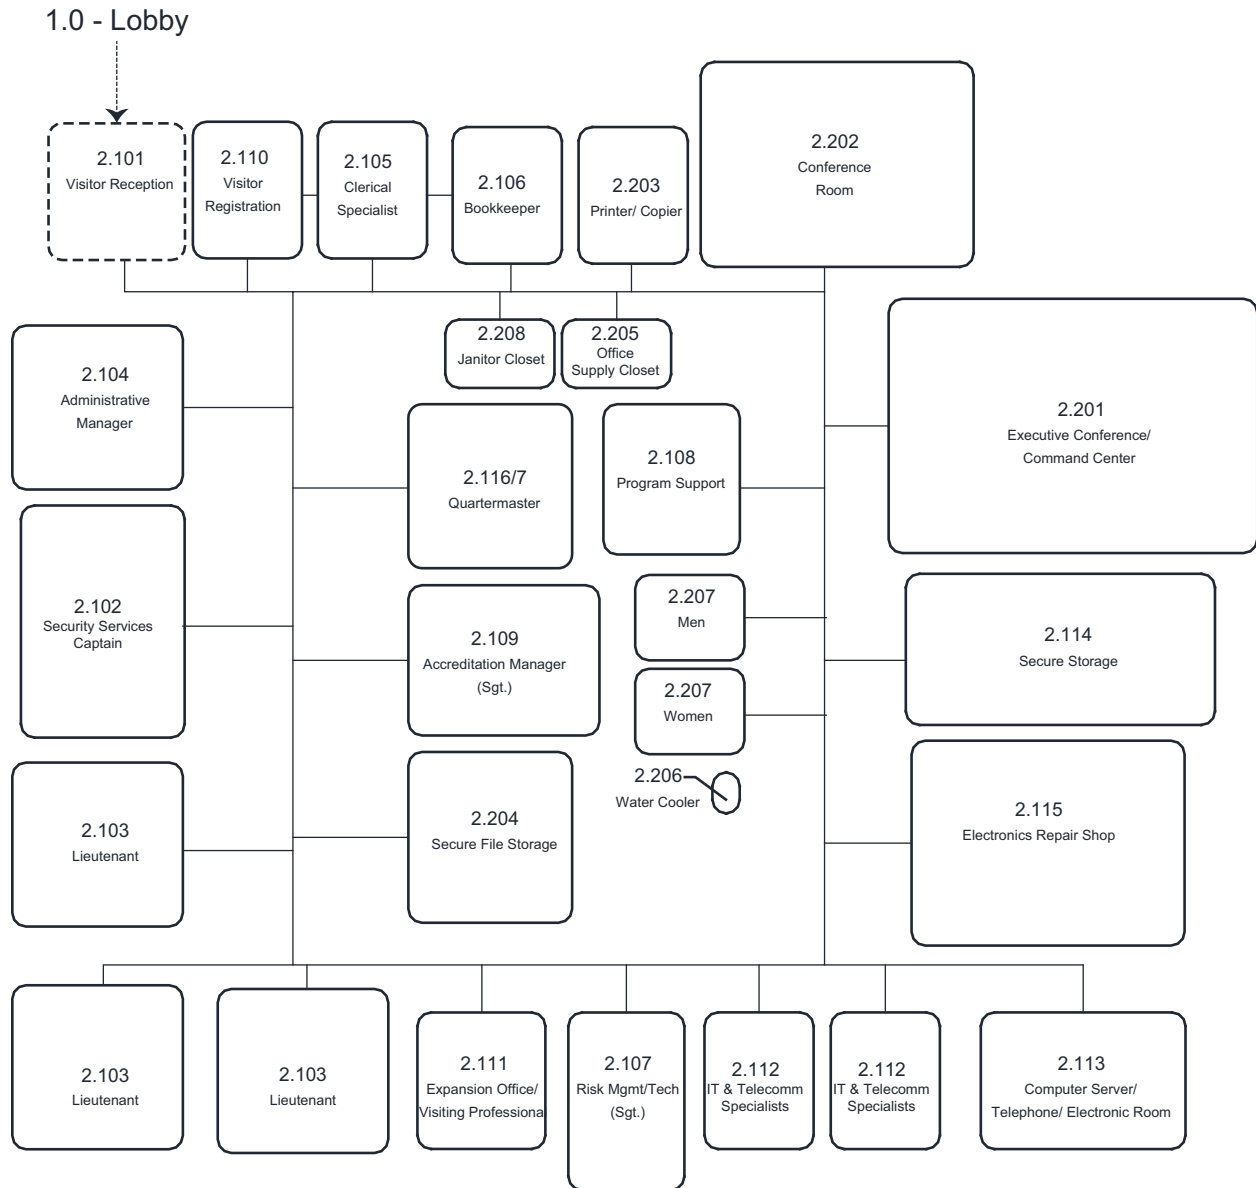 1.0 - Lobby
2.101
Visitor Reception
2.110
Visitor
Registration
2.105
Clerical
Specialist
2.106
Bookkeeper
2.203
Printer/ Copier
2.202
Conference
Room
2.208
Janitor Closet
2.205
Office
Supply Closet
2.104
Administrative
Manager
2.116/7
Quartermaster
2.108
Program Support
2.201
Executive Conference/
Command Center
2.102
Security Services
Captain
2.109
Accreditation Manager
(Sgt.)
2.207
Men
2.207
Women
2.114
Secure Storage
2.206
Water Cooler
2.103
Lieutenant
2.204
Secure File Storage
2.115
Electronics Repair Shop
2.103
Lieutenant
2.103
Lieutenant
2.111
Expansion Office/
Visiting Professiona
2.107
Risk Mgmt/Tech
(Sgt.)
2.112
IT & Telecomm
Specialists
2.112
IT & Telecomm
Specialists
2.113
Computer Server/
Telephone/ Electronic Room